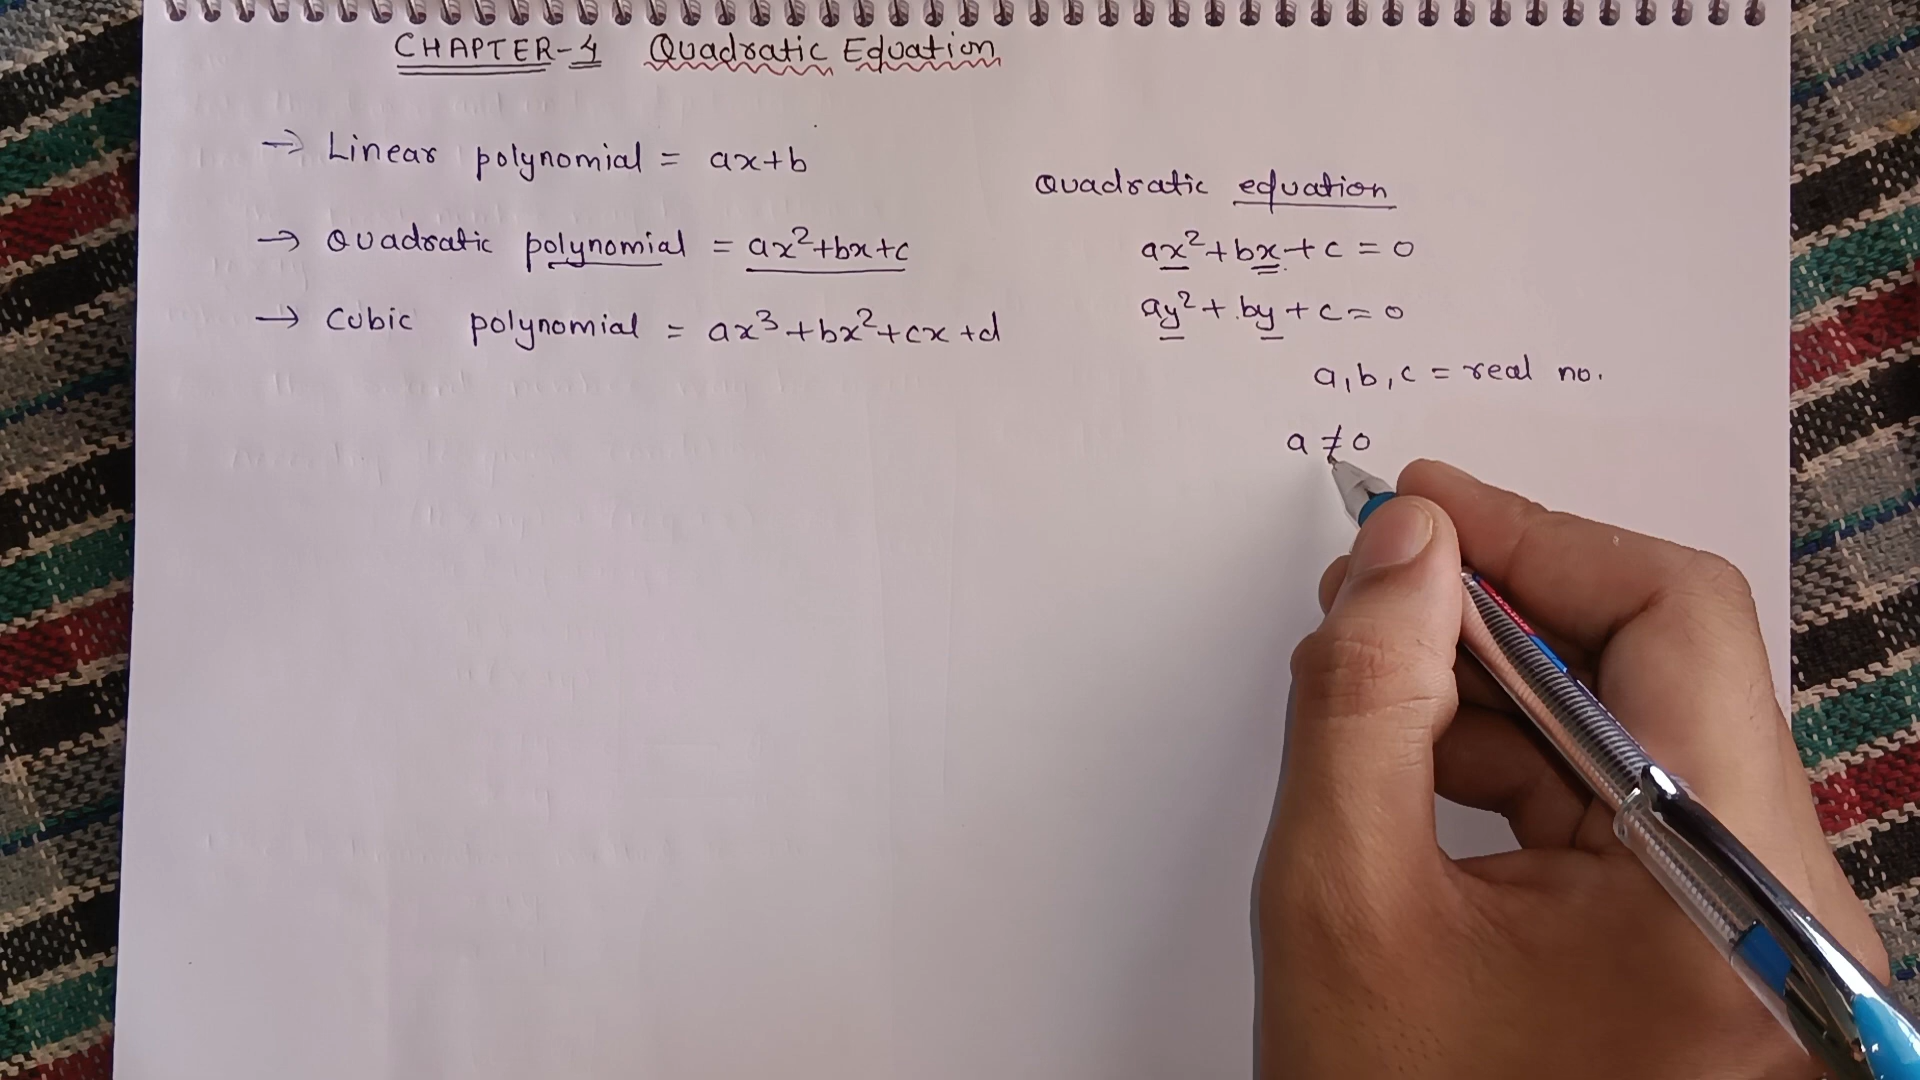 CHAPTER-4 Quadratic Equation
→ Linear polynomial = ax+b
→ Quadratic polynomial = ax²+bx+c
→ Cubic polynomial = ax³+bx²+cx+d
Quadratic equation
ax²+bx+c=0
ay²+by+c=0
a,b,c = real no.
a≠0